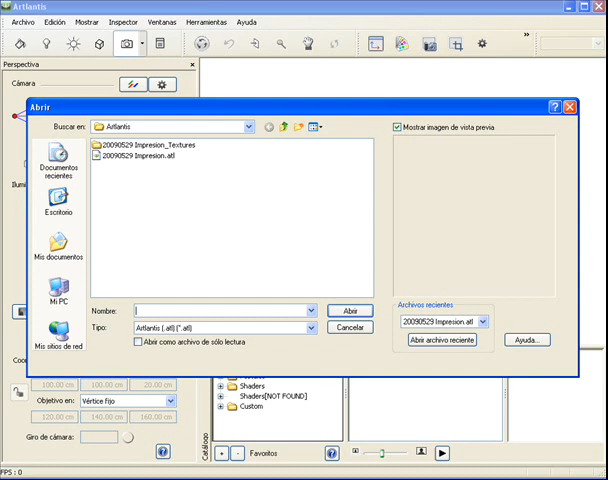 Artlantis
Archivo Edición Mostrar Inspector Ventanas Herramientas Ayuda
Perspectiva
Cámara
Abrir
Buscar en: Artlantis
Mostrar imagen de vista previa
20090529 Impresion_Textures
20090529 Impresion.atl
Documentos recientes
Escritorio
Mis documentos
Mi PC
Mis sitios de red
Nombre:
Abrir
Tipo: Artlantis (.atl) (*.atl)
Cancelar
Abrir como archivo de sólo lectura
Archivos recientes
20090529 Impresion.atl
Abrir archivo reciente
Ayuda...
Ilum
Coo
100.00 cm 100.00 cm 20.00 cm
Objetivo en: Vértice fijo
120.00 cm 140.00 cm 160.00 cm
Giro de cámara:
Shaders
Shaders[NOT FOUND]
Custom
Catálogo
+ - Favoritos
FPS : 0